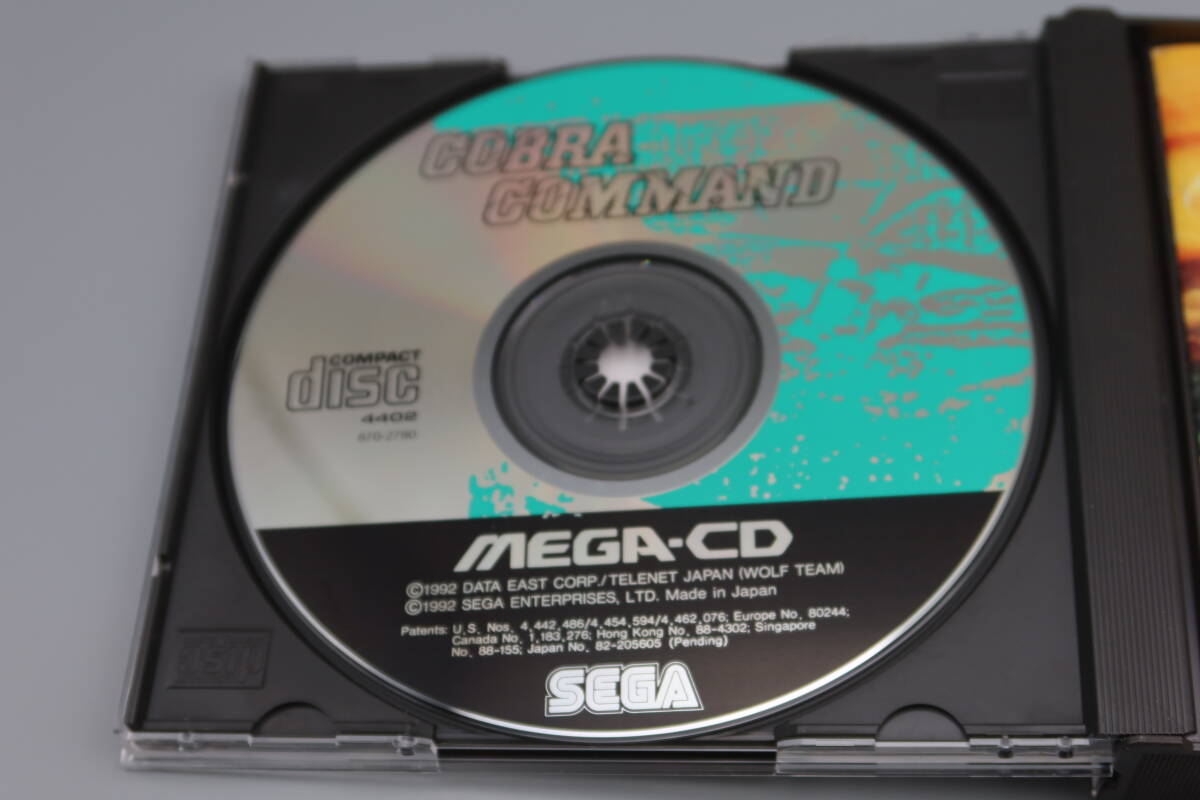 COBRA
COMMAND
COMPACT
disc
4402
670-2780
MEGA-CD
©1992 DATA EAST CORP./TELENET JAPAN (WOLF TEAM)
©1992 SEGA ENTERPRISES, LTD. Made in Japan
Patents: U.S. Nos. 4,442,486/4,454,594/4,462,076; Europe No. 80244;
Canada No. 1,183,276; Hong Kong No. 88-4302; Singapore
No. 88-155; Japan No. 82-205605 (Pending)
SEGA